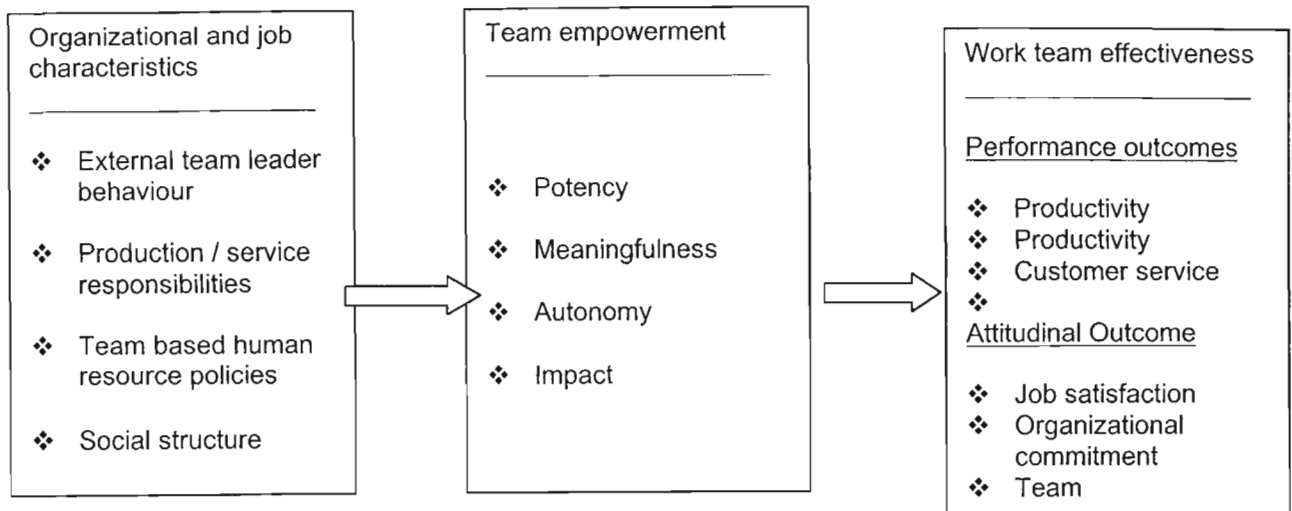 Organizational and job
characteristics
❖ External team leader
behaviour
❖ Production / service
responsibilities
❖ Team based human
resource policies
❖ Social structure
Team empowerment
❖ Potency
❖ Meaningfulness
❖ Autonomy
❖ Impact
Work team effectiveness
Performance outcomes
❖ Productivity
❖ Productivity
❖ Customer service
❖
Attitudinal Outcome
❖ Job satisfaction
❖ Organizational
commitment
❖ Team